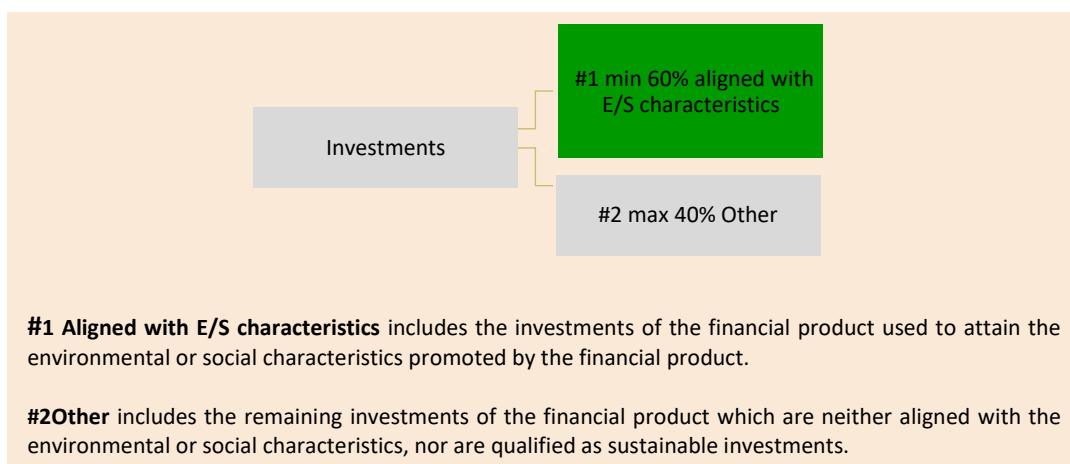 #1 min 60% aligned with
E/S characteristics
Investments
#2 max 40% Other
#1 Aligned with E/S characteristics includes the investments of the financial product used to attain the
environmental or social characteristics promoted by the financial product.
#2Other includes the remaining investments of the financial product which are neither aligned with the
environmental or social characteristics, nor are qualified as sustainable investments.